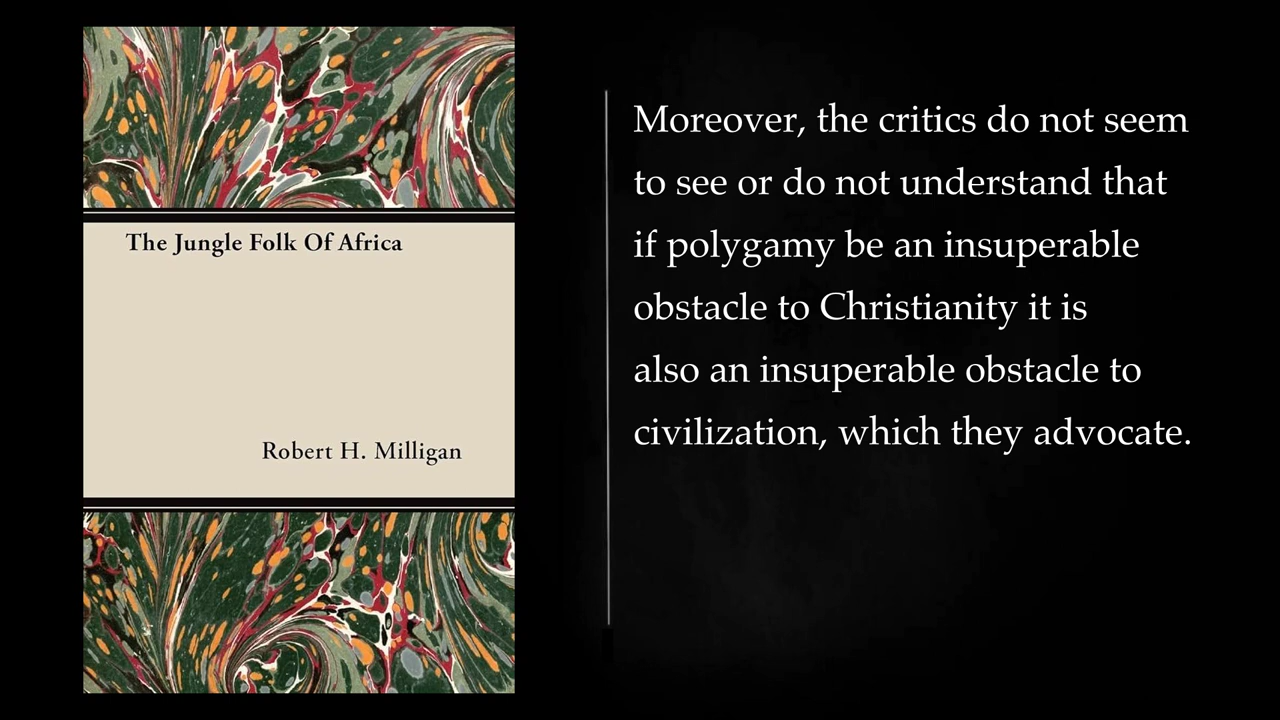 The Jungle Folk Of Africa
Robert H. Milligan
Moreover, the critics do not seem
to see or do not understand that
if polygamy be an insuperable
obstacle to Christianity it is
also an insuperable obstacle to
civilization, which they advocate.